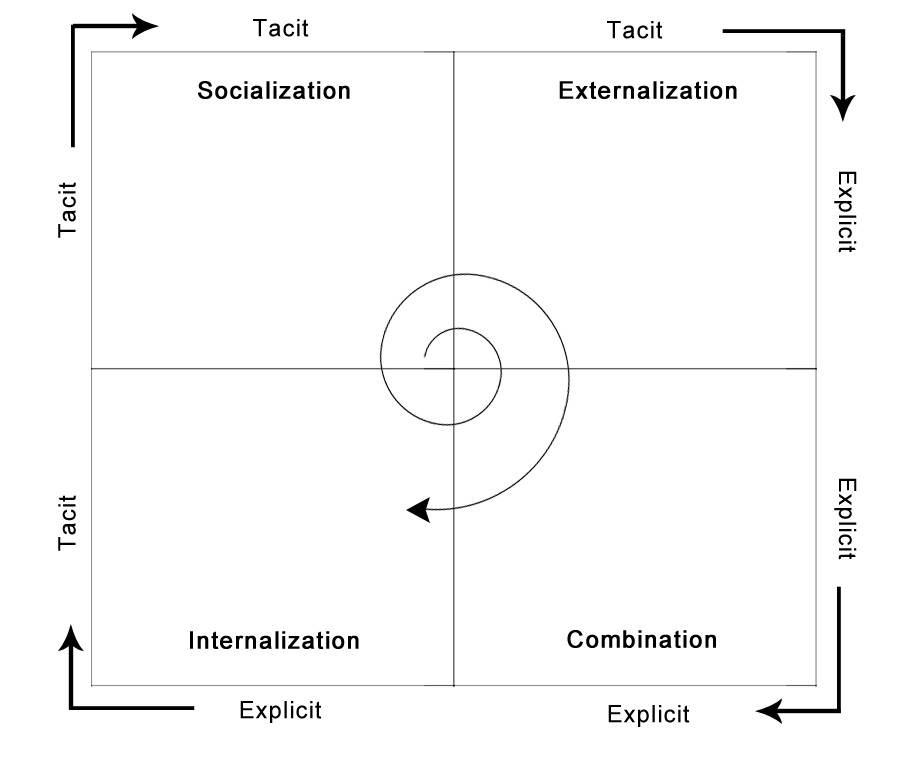 Tacit
Tacit
Socialization
Externalization
Tacit
Explicit
Tacit
Explicit
Internalization
Combination
Explicit
Explicit